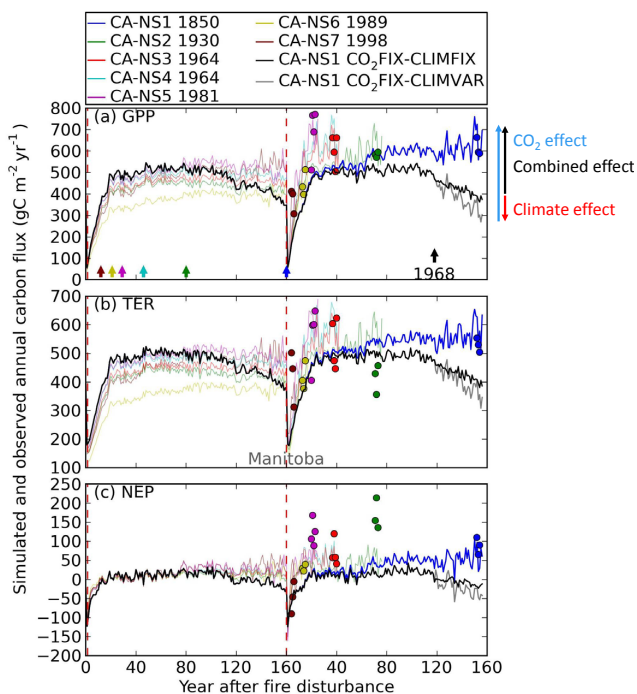 CA-NS1 1850
CA-NS2 1930
CA-NS3 1964
CA-NS4 1964
CA-NS5 1981
CA-NS6 1989
CA-NS7 1998
CA-NS1 CO2FIX-CLIMFIX
CA-NS1 CO2FIX-CLIMVAR
Simulated and observed annual carbon flux (gC m-2 yr-1)
(a) GPP
800
700
600
500
400
300
200
100
0
1968
CO2 effect
Combined effect
Climate effect
(b) TER
700
600
500
400
300
200
100
Manitoba
(c) NEP
250
200
150
100
50
0
−50
−100
−150
−200
0 40 80 120 160 40 80 120 160
Year after fire disturbance